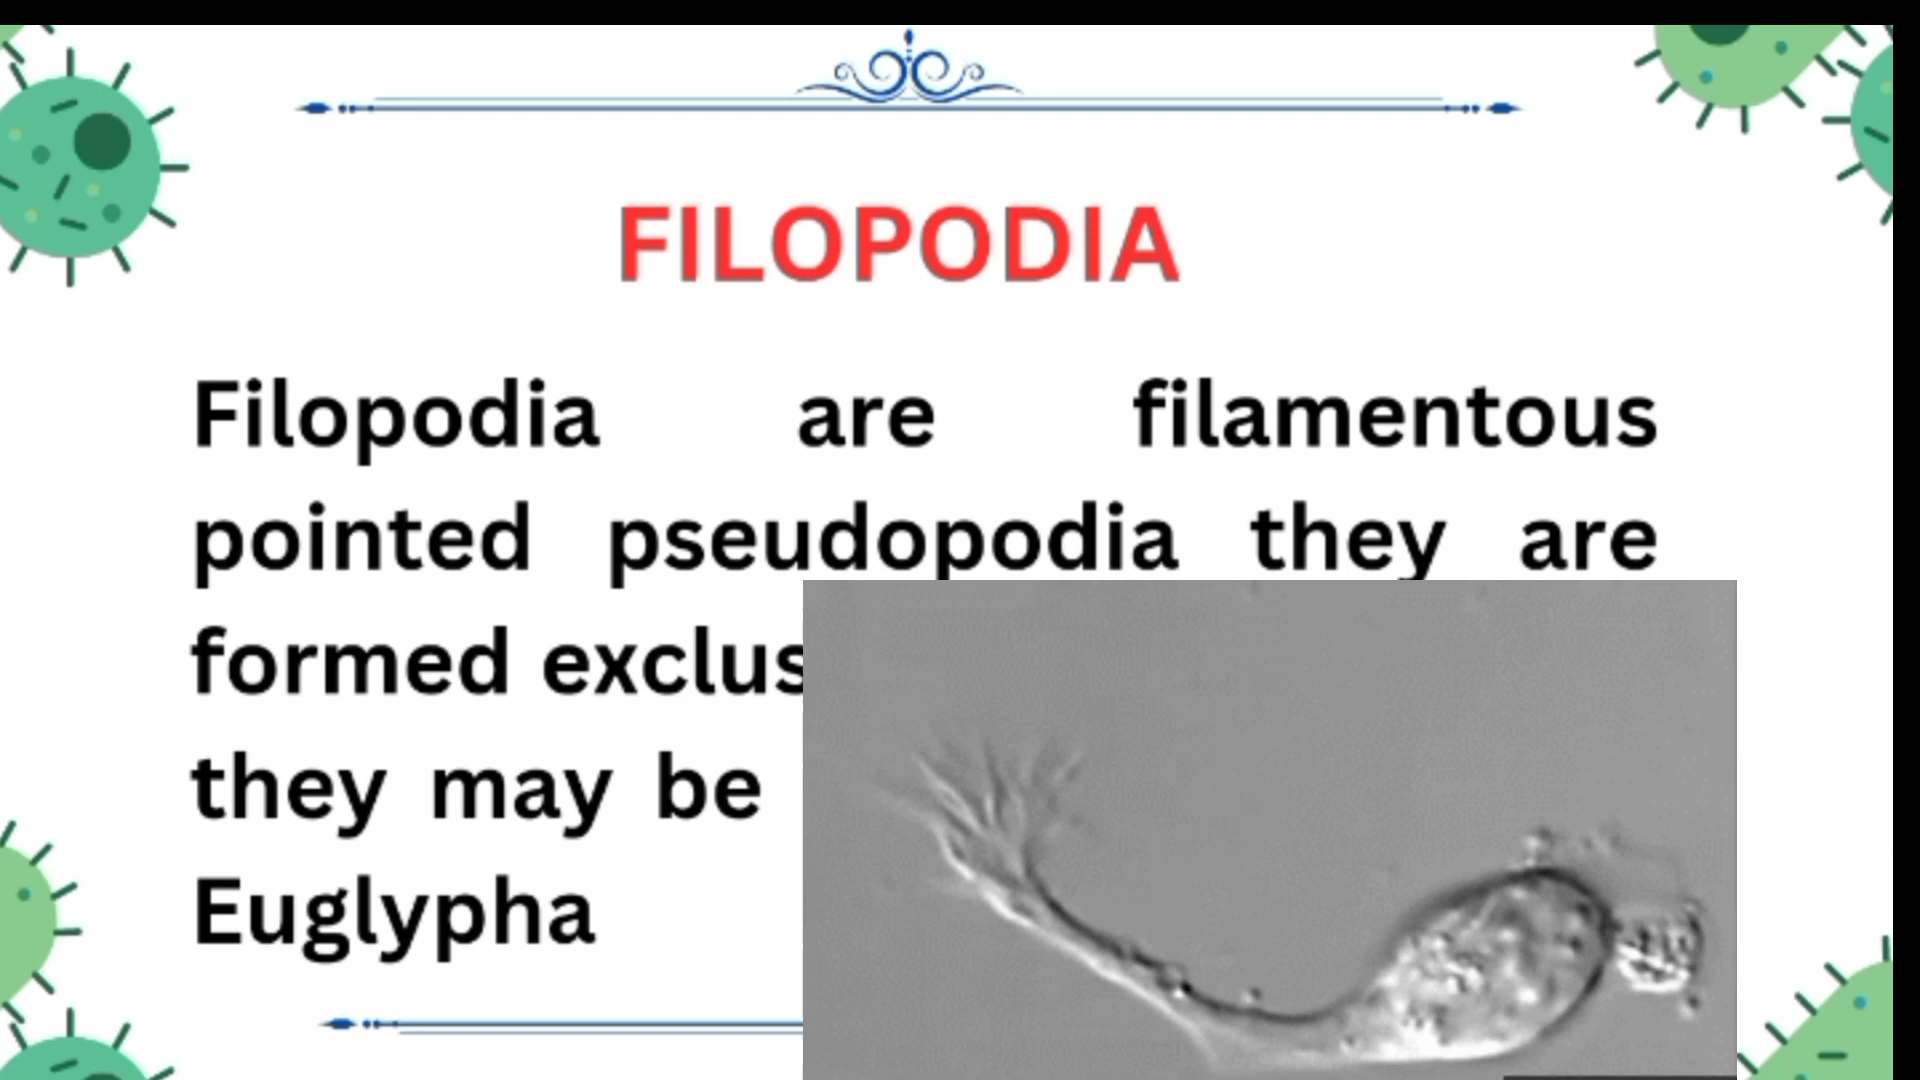 FILOPODIA
Filopodia are filamentous
pointed pseudopodia they are
formed exclus
they may be
Euglypha